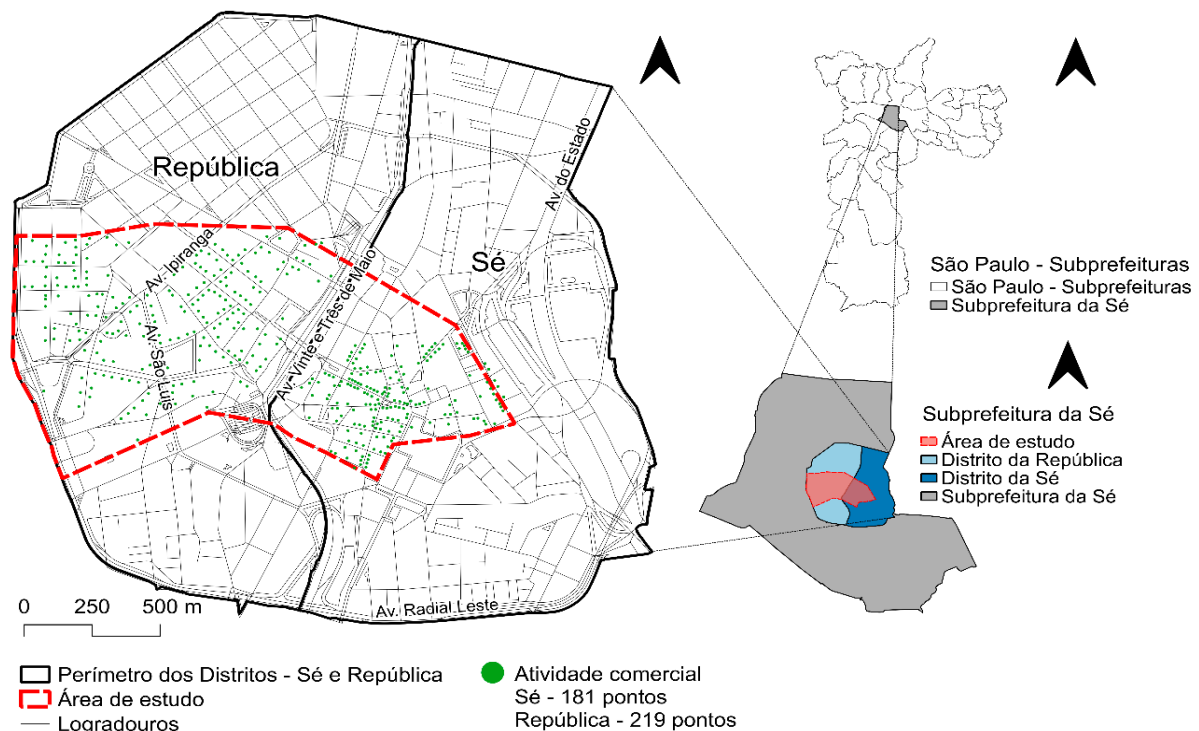 República
Sé
Av. do Estado
Av. Ipiranga
Av. Vinte e Três de Maio
Av. São Luis
Av. Radial Leste
0 250 500 m
Perímetro dos Distritos - Sé e República
Área de estudo
Logradouros
Atividade comercial
Sé - 181 pontos
República - 219 pontos
São Paulo - Subprefeituras
São Paulo - Subprefeituras
Subprefeitura da Sé
Subprefeitura da Sé
Área de estudo
Distrito da República
Distrito da Sé
Subprefeitura da Sé